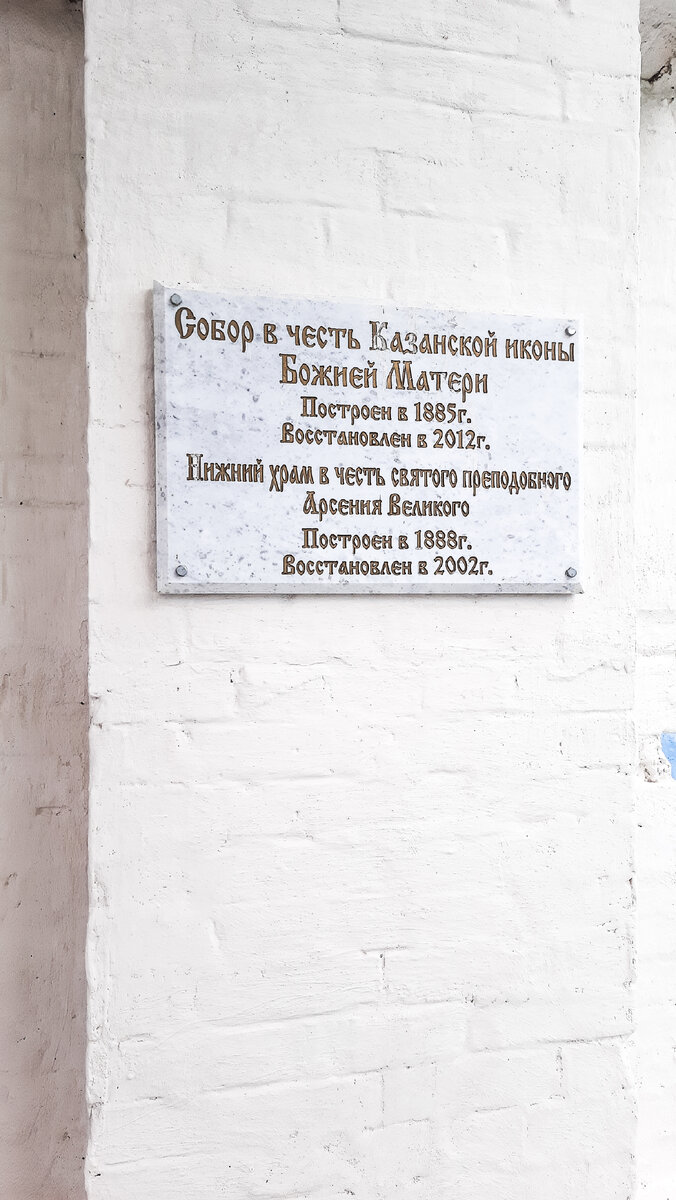 Собор в честь Казанской иконы
Божией Матери
Построен в 1885г.
Восстановлен в 2012г.
Нижний храм в честь святого преподобного
Арсения Великого
Построен в 1888г.
Восстановлен в 2002г.